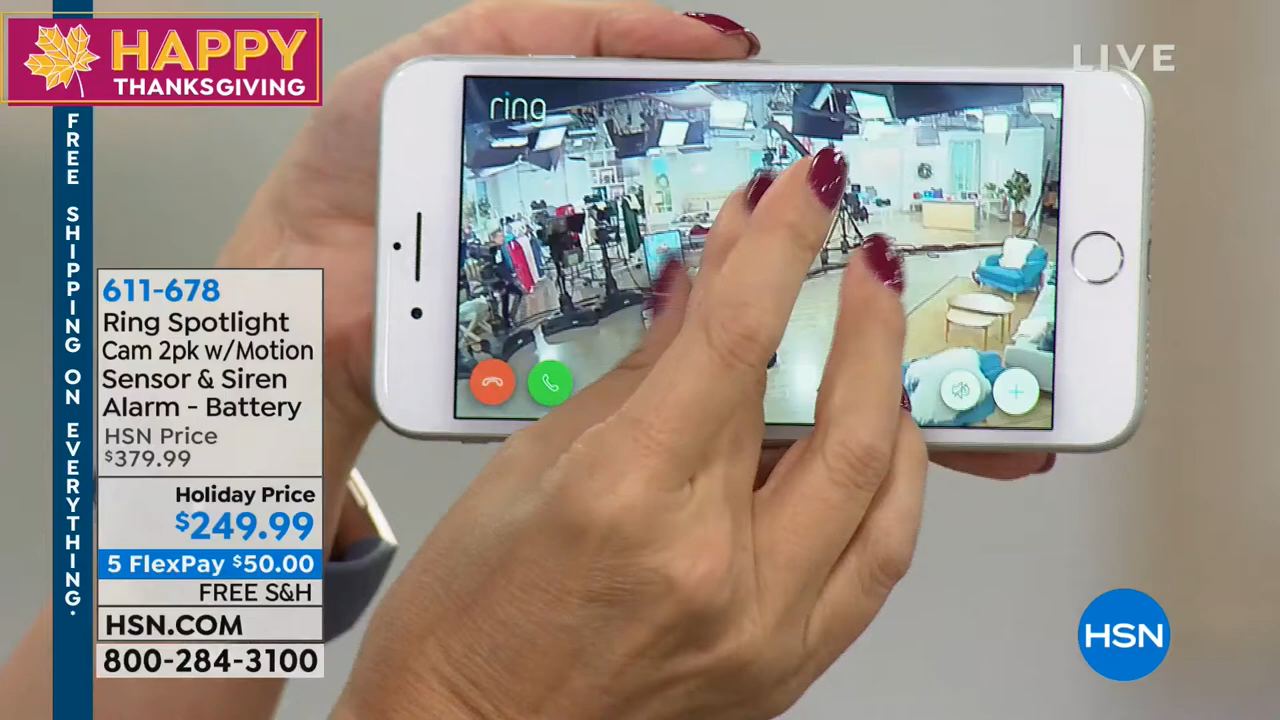 HAPPY
THANKSGIVING
LIVE
ring
FREE SHIPPING ON EVERYTHING.
611-678
Ring Spotlight
Cam 2pk w/Motion
Sensor & Siren
Alarm - Battery
HSN Price
$379.99
Holiday Price
$249.99
5 FlexPay $50.00
FREE S&H
HSN.COM
800-284-3100
HSN